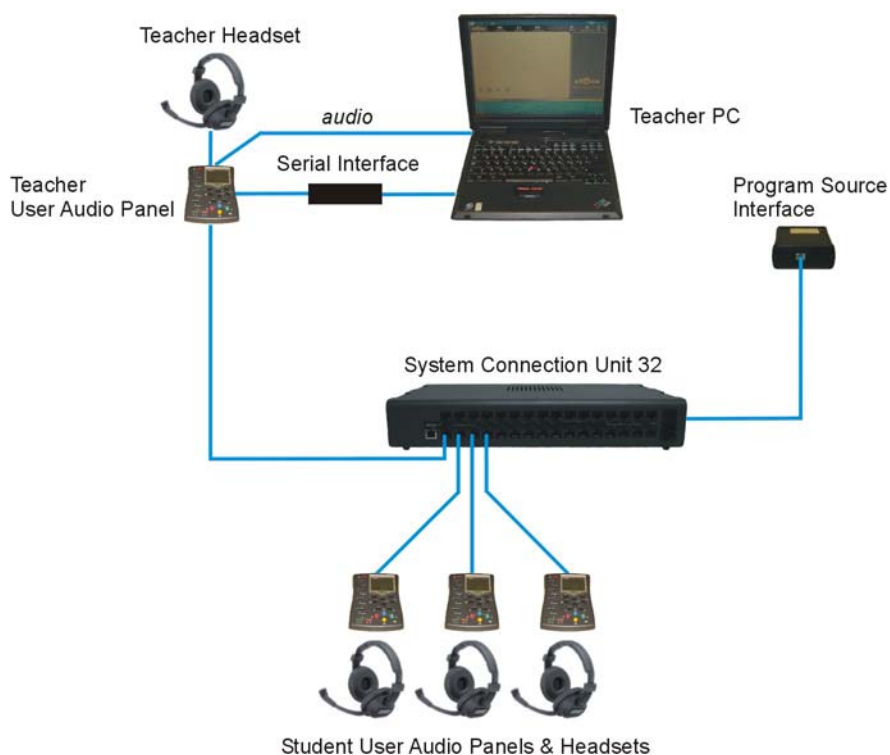 Teacher Headset
audio
Teacher PC
Serial Interface
Teacher
User Audio Panel
Program Source
Interface
System Connection Unit 32
Student User Audio Panels & Headsets